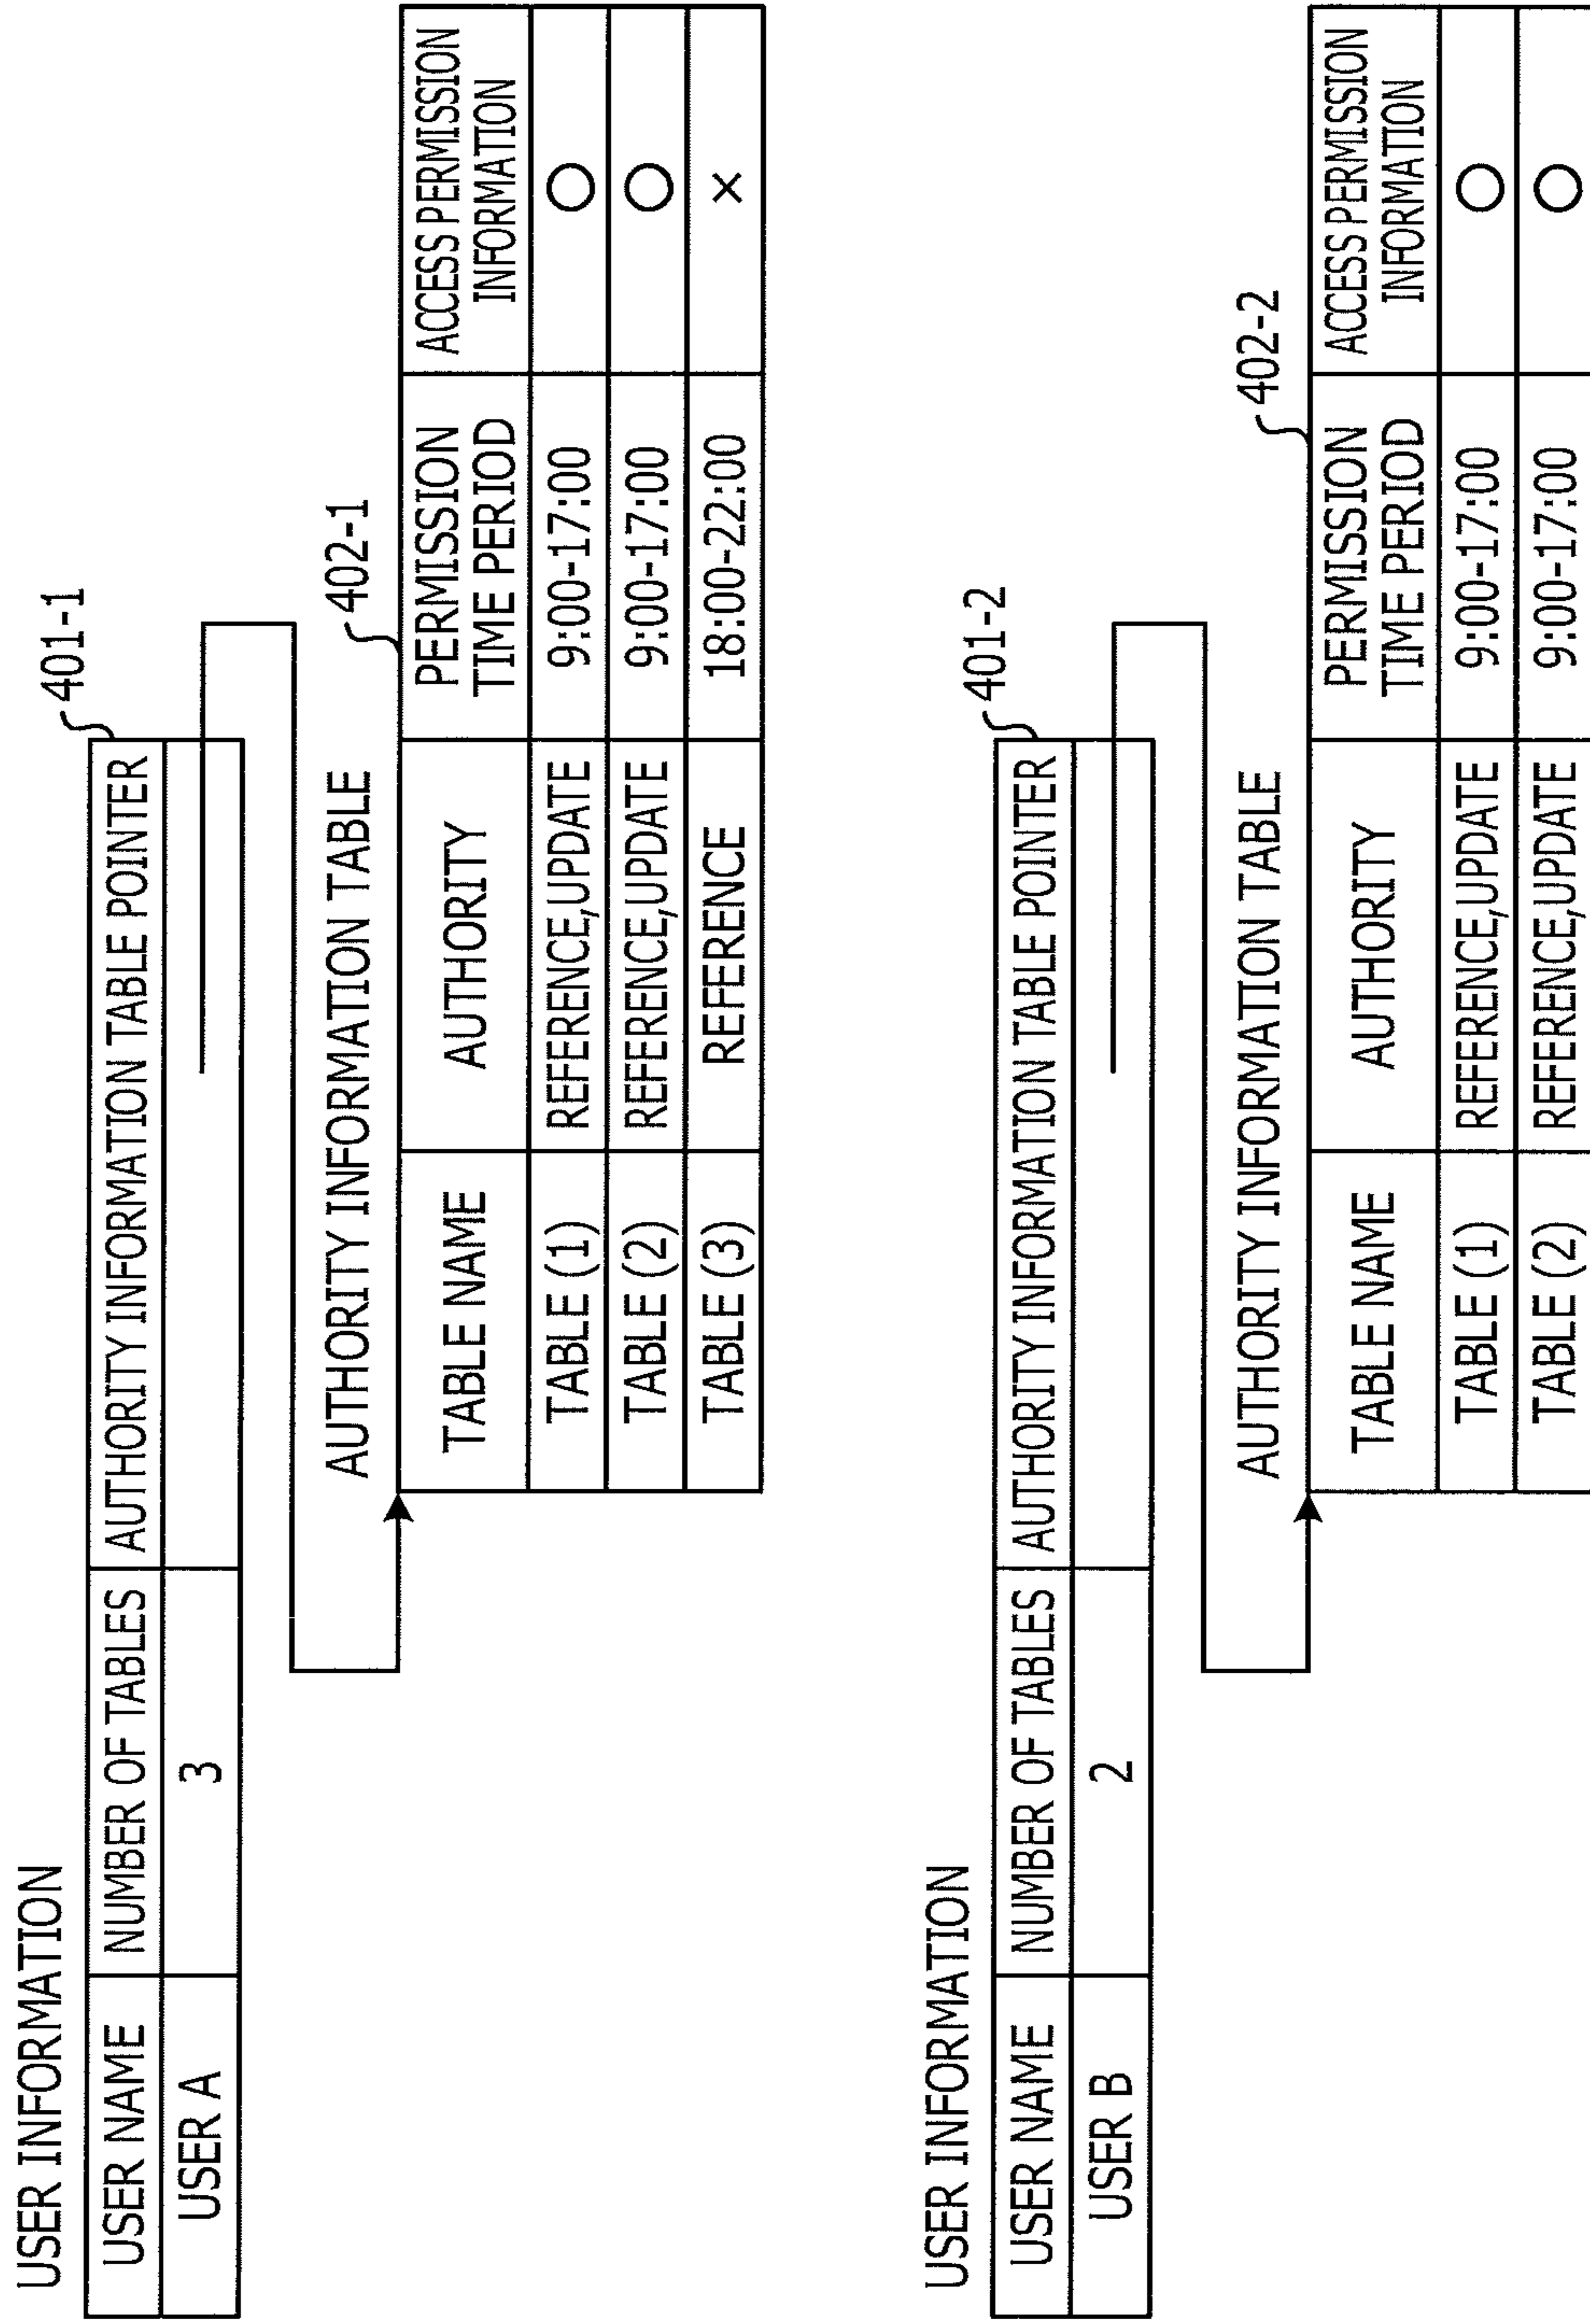 USER INFORMATION
401-1
USER NAME NUMBER OF TABLES AUTHORITY INFORMATION TABLE POINTER
USER A 3
AUTHORITY INFORMATION TABLE
402-1
TABLE NAME AUTHORITY PERMISSION TIME PERIOD ACCESS PERMISSION INFORMATION
TABLE (1) REFERENCE,UPDATE 9:00-17:00 ○
TABLE (2) REFERENCE,UPDATE 9:00-17:00 ○
TABLE (3) REFERENCE 18:00-22:00 ×
USER INFORMATION
401-2
USER NAME NUMBER OF TABLES AUTHORITY INFORMATION TABLE POINTER
USER B 2
AUTHORITY INFORMATION TABLE
402-2
TABLE NAME AUTHORITY PERMISSION TIME PERIOD ACCESS PERMISSION INFORMATION
TABLE (1) REFERENCE,UPDATE 9:00-17:00 ○
TABLE (2) REFERENCE,UPDATE 9:00-17:00 ○